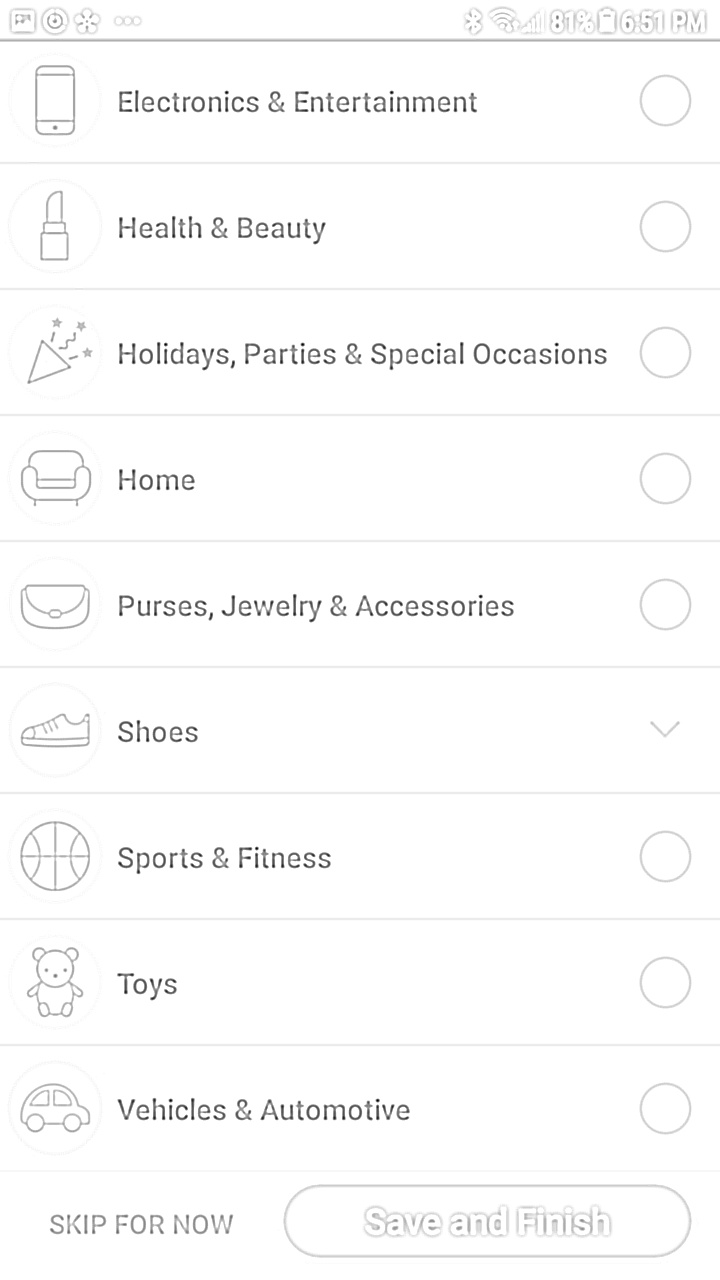 81% 6:51 PM
Electronics & Entertainment
Health & Beauty
Holidays, Parties & Special Occasions
Home
Purses, Jewelry & Accessories
Shoes
Sports & Fitness
Toys
Vehicles & Automotive
SKIP FOR NOW Save and Finish